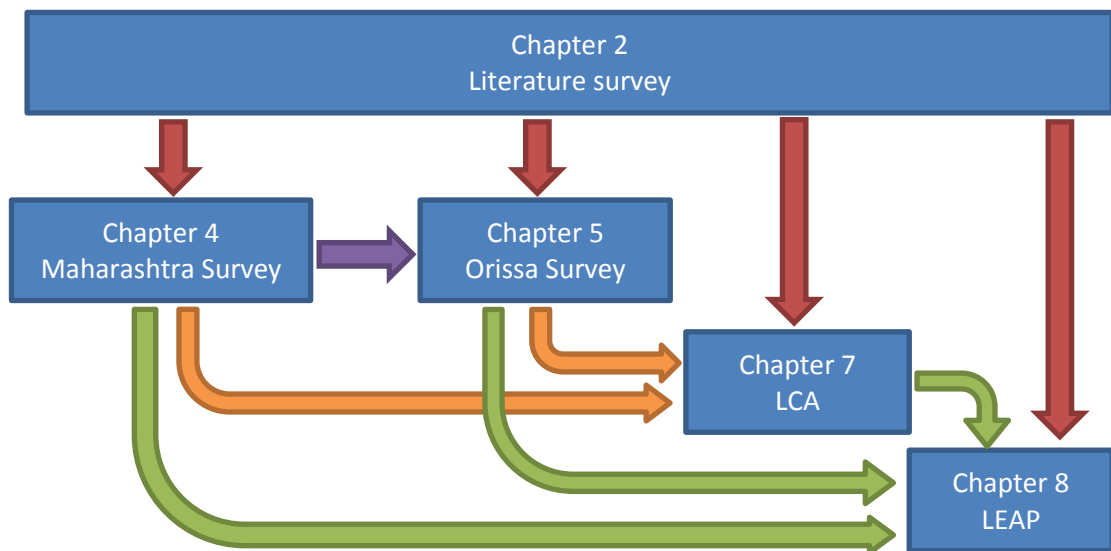 Chapter 2
Literature survey
Chapter 4
Maharashtra Survey
Chapter 5
Orissa Survey
Chapter 7
LCA
Chapter 8
LEAP